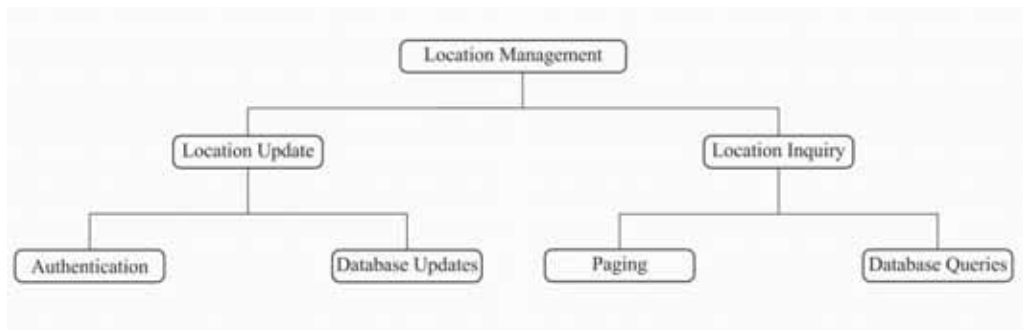 Location Management
Location Update
Location Inquiry
Authentication
Database Updates
Paging
Database Queries